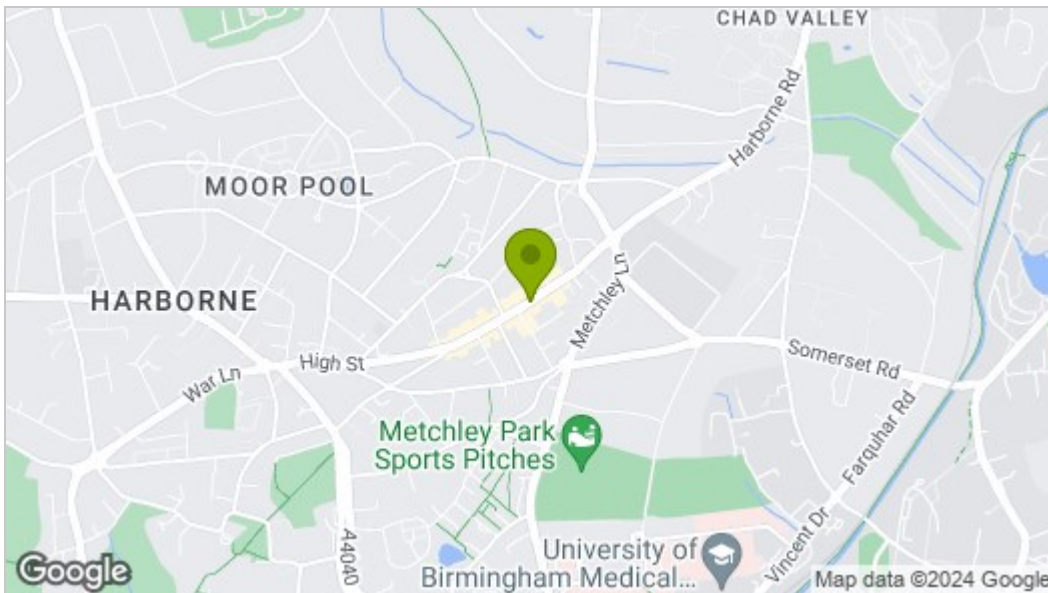 CHAD VALLEY
Harborne Rd
MOOR POOL
HARBORNE
Metchley Ln
High St
War Ln
Somerset Rd
Farquhar Rd
Metchley Park
Sports Pitches
A4040
University of
Birmingham Medical...
Vincent Dr
Google
Map data ©2024 Google